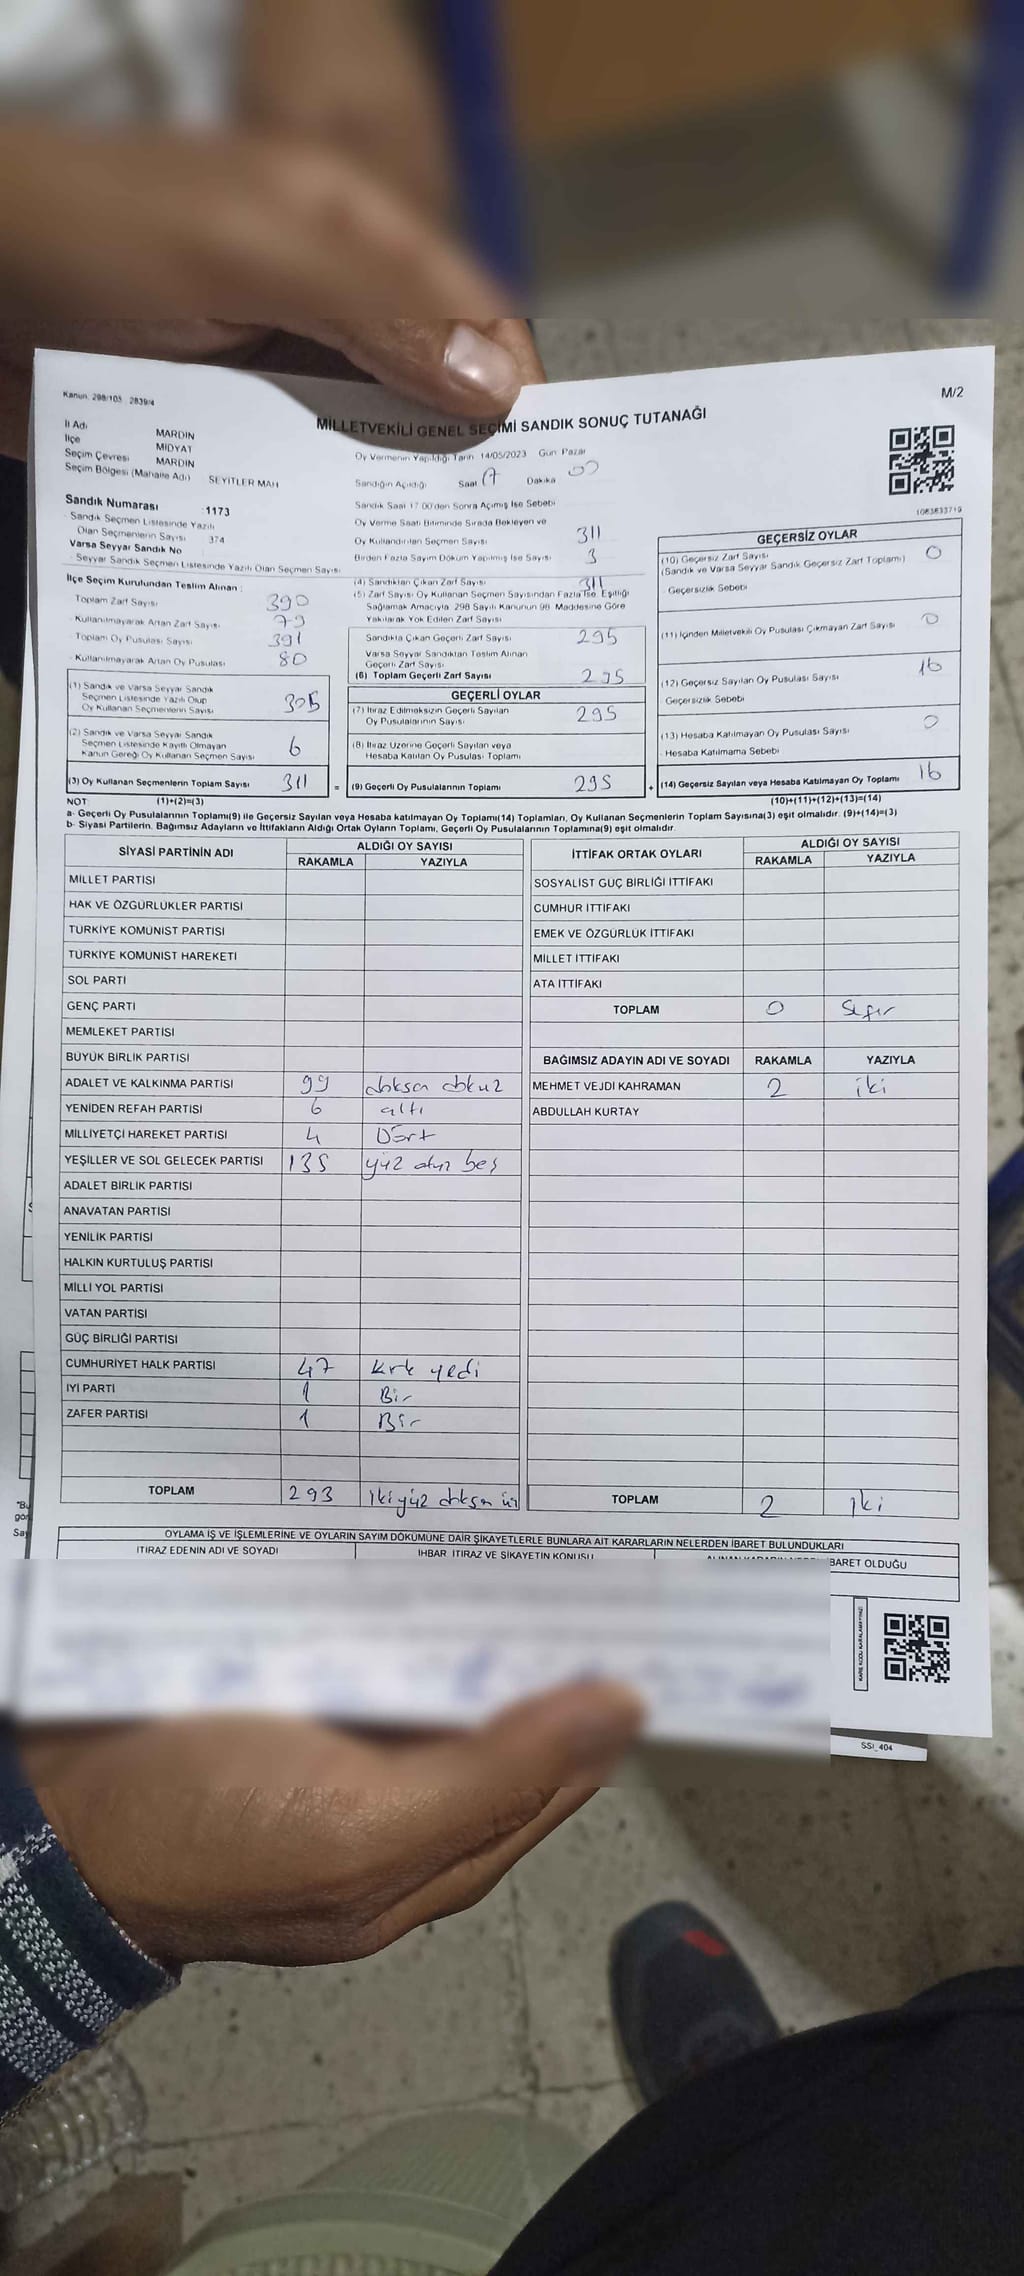 Kanun: 298/105 2839/4
M/2
MİLLETVEKİLİ GENEL SEÇİMİ SANDIK SONUÇ TUTANAĞI
İl Adı MARDİN
İlçe MİDYAT
Seçim Çevresi MARDİN
Seçim Bölgesi (Mahalle Adı) SEYİTLER MAH
Oy Vermenin Yapıldığı Tarih 14/05/2023 Gün Pazar
Sandığın Açıldığı Saat 17 Dakika 00
Sandık Saat 17:00'den Sonra Açılmış İse Sebebi
Sandık Numarası :1173
Sandık Seçmen Listesinde Yazılı
Olan Seçmenlerin Sayısı 374
Varsa Seyyar Sandık No
- Seyyar Sandık Seçmen Listesinde Yazılı Olan Seçmen Sayısı
Oy Verme Saati Bitiminde Sırada Bekleyen ve
Oy Kullandırılan Seçmen Sayısı 311
Birden Fazla Sayım Döküm Yapılmış İse Sayısı 3
1083833719
İlçe Seçim Kurulundan Teslim Alınan :
Toplam Zarf Sayısı 390
- Kullanılmayarak Artan Zarf Sayısı 79
- Toplam Oy Pusulası Sayısı 391
- Kullanılmayarak Artan Oy Pusulası 80
(1) Sandık ve Varsa Seyyar Sandık
Seçmen Listesinde Yazılı Olup
Oy Kullanan Seçmenlerin Sayısı 305
(2) Sandık ve Varsa Seyyar Sandık
Seçmen Listesinde Kayıtlı Olmayan
Kanun Gereği Oy Kullanan Seçmen Sayısı 6
(3) Oy Kullanan Seçmenlerin Toplam Sayısı 311 =
(4) Sandıktan Çıkan Zarf Sayısı 311
(5) Zarf Sayısı Oy Kullanan Seçmen Sayısından Fazla İse, Eşitliği
Sağlamak Amacıyla 298 Sayılı Kanunun 98. Maddesine Göre
Yakılarak Yok Edilen Zarf Sayısı
Sandıkta Çıkan Geçerli Zarf Sayısı 295
Varsa Seyyar Sandıktan Teslim Alınan
Geçerli Zarf Sayısı
(6) Toplam Geçerli Zarf Sayısı 295
GEÇERLİ OYLAR
(7) İtiraz Edilmeksizin Geçerli Sayılan
Oy Pusulalarının Sayısı 295
(8) İtiraz Üzerine Geçerli Sayılan veya
Hesaba Katılan Oy Pusulası Toplamı
(9) Geçerli Oy Pusulalarının Toplamı 295 +
GEÇERSİZ OYLAR
(10) Geçersiz Zarf Sayısı 0
(Sandık ve Varsa Seyyar Sandık Geçersiz Zarf Toplamı)
- Geçersizlik Sebebi
(11) İçinden Milletvekili Oy Pusulası Çıkmayan Zarf Sayısı 0
(12) Geçersiz Sayılan Oy Pusulası Sayısı 16
Geçersizlik Sebebi
(13) Hesaba Katılmayan Oy Pusulası Sayısı 0
- Hesaba Katılmama Sebebi
(14) Geçersiz Sayılan veya Hesaba Katılmayan Oy Toplamı 16
NOT: (1)+(2)=(3) (10)+(11)+(12)+(13)=(14)
a- Geçerli Oy Pusulalarının Toplamı(9) ile Geçersiz Sayılan veya Hesaba katılmayan Oy Toplamı(14) Toplamları, Oy Kullanan Seçmenlerin Toplam Sayısına(3) eşit olmalıdır. (9)+(14)=(3)
b- Siyasi Partilerin, Bağımsız Adayların ve İttifakların Aldığı Ortak Oyların Toplamı, Geçerli Oy Pusulalarının Toplamına(9) eşit olmalıdır.
SİYASİ PARTİNİN ADI ALDIĞI OY SAYISI
RAKAMLA YAZIYLA
MİLLET PARTİSİ
HAK VE ÖZGÜRLÜKLER PARTİSİ
TÜRKİYE KOMÜNİST PARTİSİ
TÜRKİYE KOMÜNİST HAREKETİ
SOL PARTİ
GENÇ PARTİ
MEMLEKET PARTİSİ
BÜYÜK BİRLİK PARTİSİ
ADALET VE KALKINMA PARTİSİ 99 doksan dokuz
YENİDEN REFAH PARTİSİ 6 altı
MİLLİYETÇİ HAREKET PARTİSİ 4 Dört
YEŞİLLER VE SOL GELECEK PARTİSİ 135 yüz otuz beş
ADALET BİRLİK PARTİSİ
ANAVATAN PARTİSİ
YENİLİK PARTİSİ
HALKIN KURTULUŞ PARTİSİ
MİLLİ YOL PARTİSİ
VATAN PARTİSİ
GÜÇ BİRLİĞİ PARTİSİ
CUMHURİYET HALK PARTİSİ 47 kırk yedi
İYİ PARTİ 1 Bir
ZAFER PARTİSİ 1 Bir
TOPLAM 293 ikiyüz doksan üç
İTTİFAK ORTAK OYLARI ALDIĞI OY SAYISI
RAKAMLA YAZIYLA
SOSYALİST GÜÇ BİRLİĞİ İTTİFAKI
CUMHUR İTTİFAKI
EMEK VE ÖZGÜRLÜK İTTİFAKI
MİLLET İTTİFAKI
ATA İTTİFAKI
TOPLAM 0 Sıfır
BAĞIMSIZ ADAYIN ADI VE SOYADI RAKAMLA YAZIYLA
MEHMET VEJDİ KAHRAMAN 2 iki
ABDULLAH KURTAY
TOPLAM 2 iki
OYLAMA İŞ VE İŞLEMLERİNE VE OYLARIN SAYIM DÖKÜMÜNE DAİR ŞİKAYETLERLE BUNLARA AİT KARARLARIN NELERDEN İBARET BULUNDUKLARI
İTİRAZ EDENİN ADI VE SOYADI İHBAR, İTİRAZ VE ŞİKAYETİN KONUSU ALINAN KARARIN NEDEN İBARET OLDUĞU
KARE KODU KARALAMAYINIZ!
SSI_404